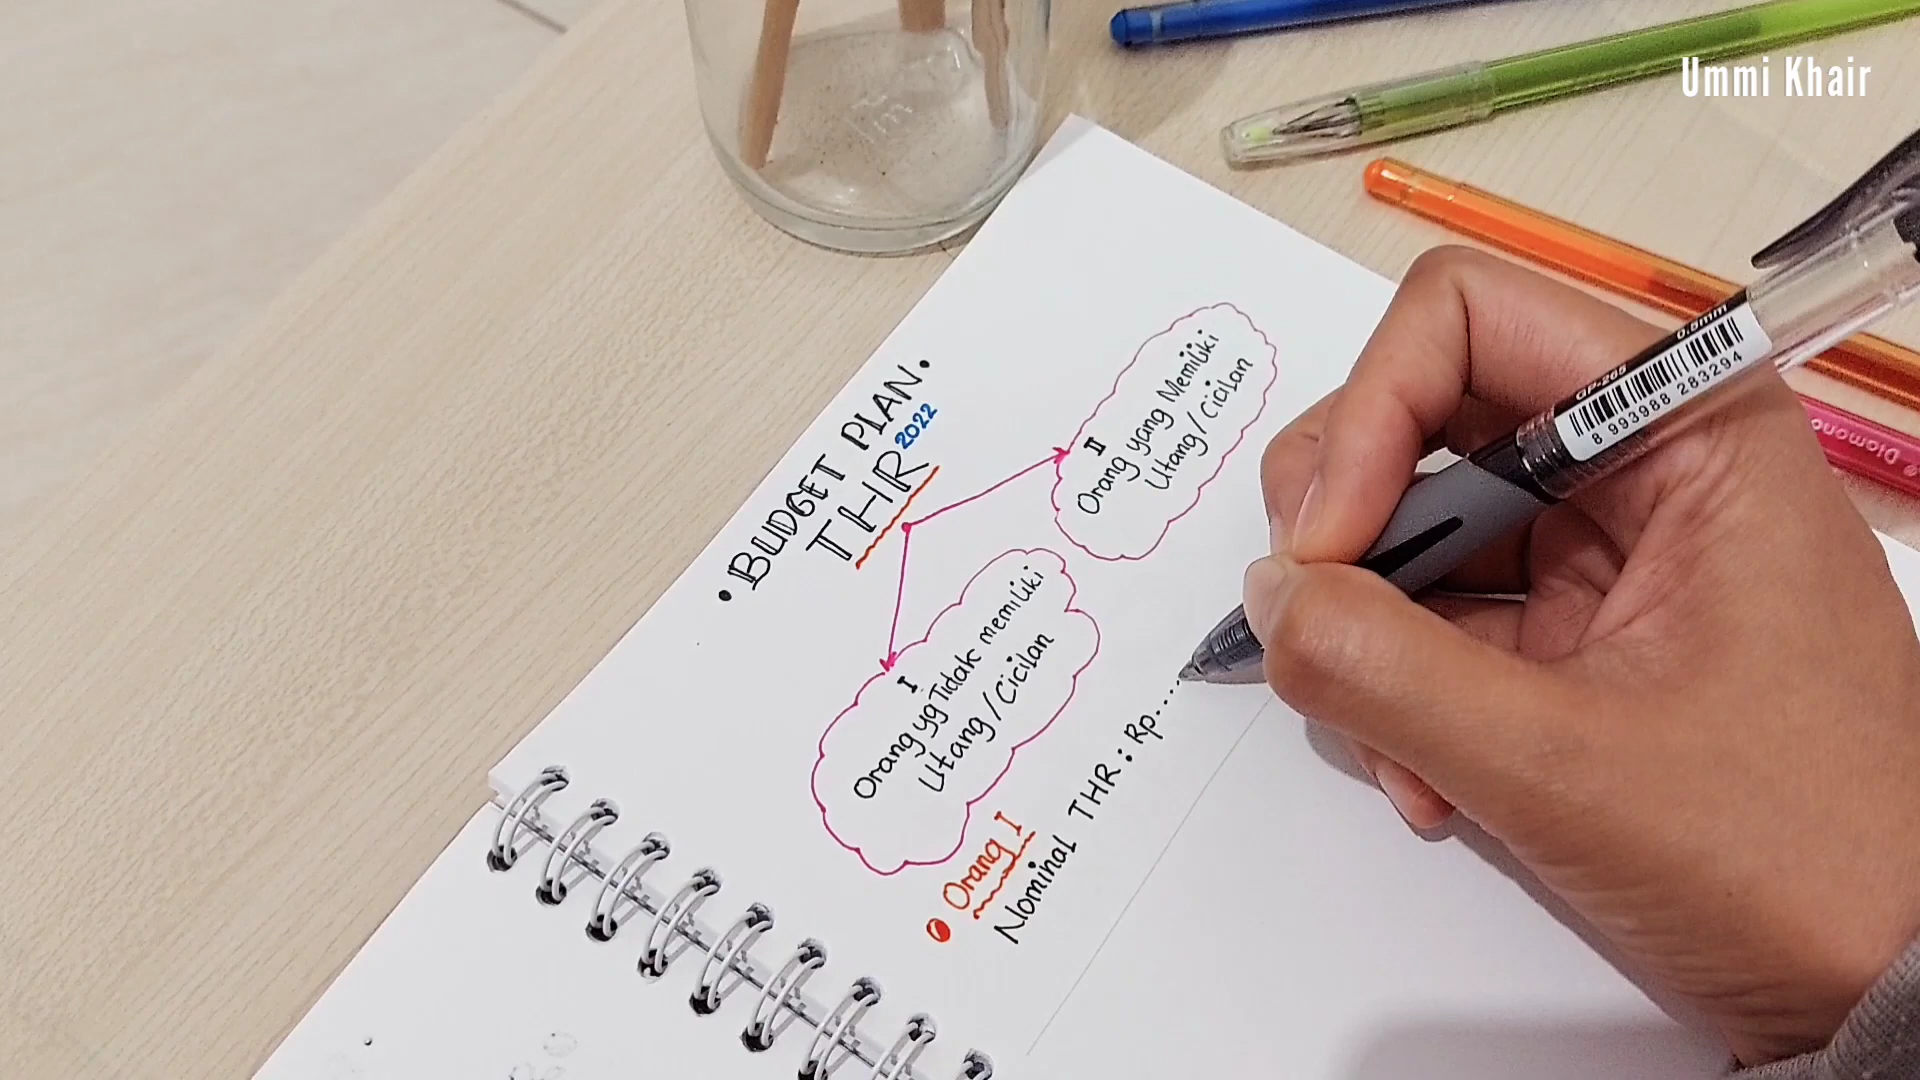 Ummi Khair
• BUDGET PLAN •
THR 2022
I
Orang yg Tidak memiliki
Utang/Cicilan
II
Orang yang Memiliki
Utang/Cicilan
Orang I
Nominal THR : Rp.....
0.5mm
GP-265
8 993988 283294
Diamond